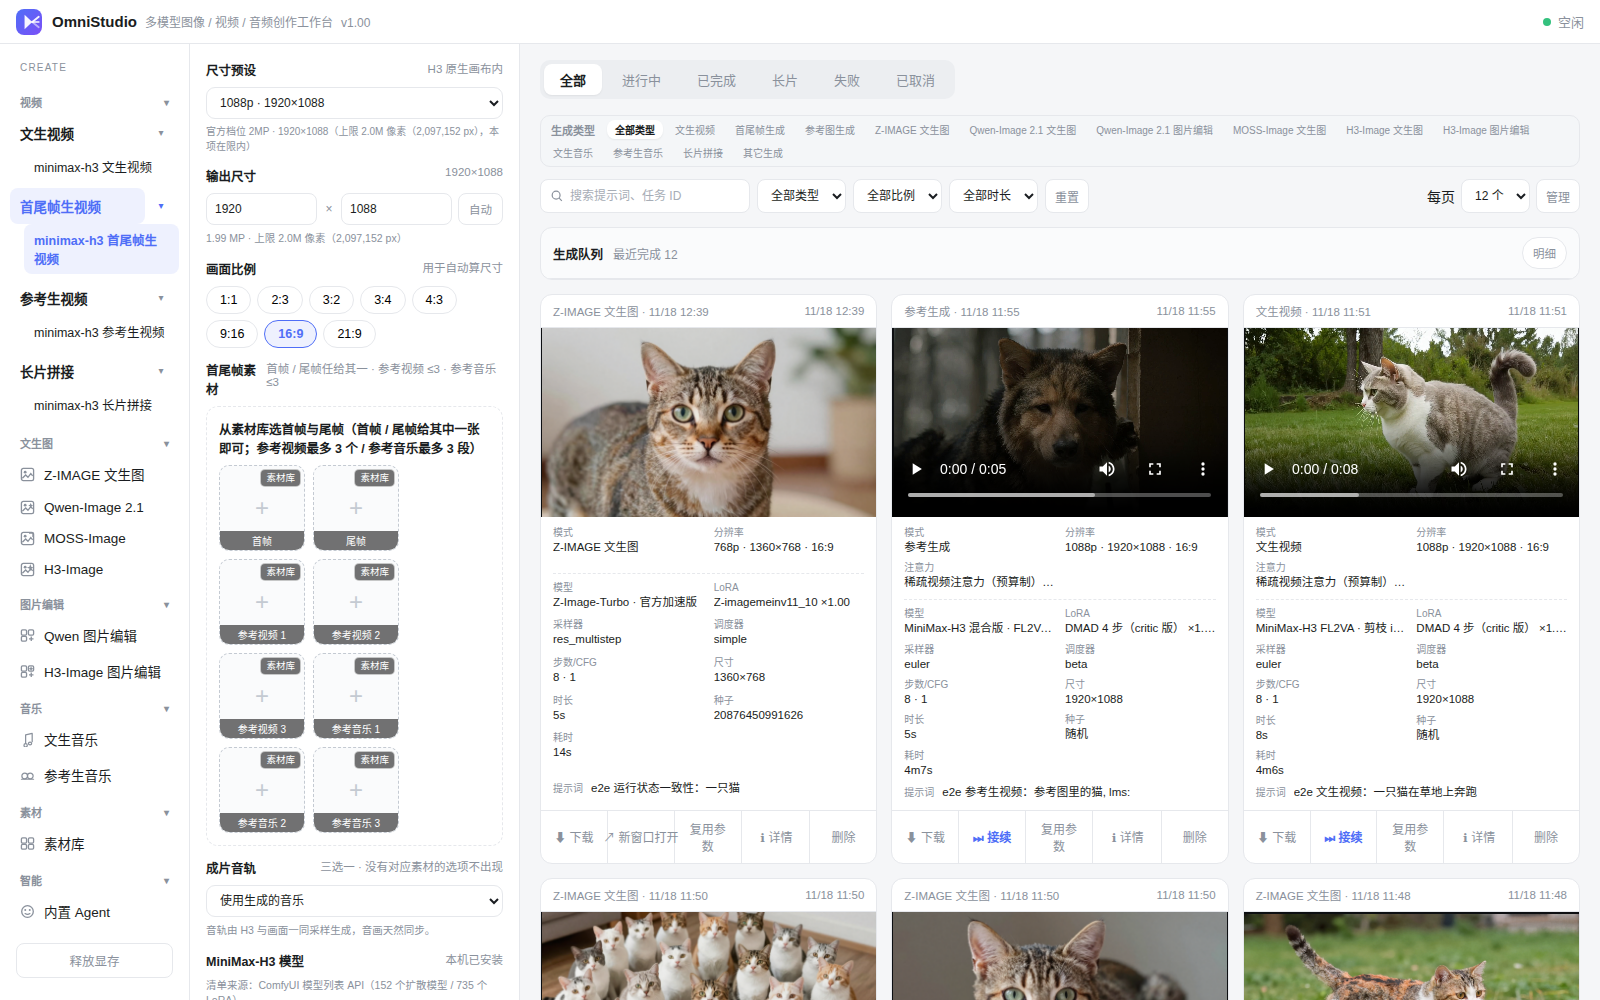 OmniStudio 多模型图像 / 视频 / 音频创作工作台 v1.00
空闲
CREATE
视频
文生视频
minimax-h3 文生视频
首尾帧生视频
minimax-h3 首尾帧生
视频
参考生视频
minimax-h3 参考生视频
长片拼接
minimax-h3 长片拼接
文生图
Z-IMAGE 文生图
Qwen-Image 2.1
MOSS-Image
H3-Image
图片编辑
Qwen 图片编辑
H3-Image 图片编辑
音乐
文生音乐
参考生音乐
素材
素材库
智能
内置 Agent
释放显存
尺寸预设 H3 原生画布内
1088p · 1920×1088
官方档位 2MP · 1920×1088（上限 2.0M 像素（2,097,152 px），本
项在限内）
输出尺寸 1920×1088
1920 × 1088 自动
1.99 MP · 上限 2.0M 像素（2,097,152 px）
画面比例 用于自动算尺寸
1:1 2:3 3:2 3:4 4:3
9:16 16:9 21:9
首尾帧素
材
首帧 / 尾帧任给其一 · 参考视频 ≤3 · 参考音乐
≤3
从素材库选首帧与尾帧（首帧 / 尾帧给其中一张
即可；参考视频最多 3 个 / 参考音乐最多 3 段）
素材库 素材库
+ +
首帧 尾帧
素材库 素材库
+ +
参考视频 1 参考视频 2
素材库 素材库
+ +
参考视频 3 参考音乐 1
素材库 素材库
+ +
参考音乐 2 参考音乐 3
成片音轨 三选一 · 没有对应素材的选项不出现
使用生成的音乐
音轨由 H3 与画面一同采样生成，音画天然同步。
MiniMax-H3 模型 本机已安装
清单来源：ComfyUI 模型列表 API（152 个扩散模型 / 735 个
LoRA）
全部 进行中 已完成 长片 失败 已取消
生成类型 全部类型 文生视频 首尾帧生成 参考图生成 Z-IMAGE 文生图 Qwen-Image 2.1 文生图 Qwen-Image 2.1 图片编辑 MOSS-Image 文生图 H3-Image 文生图 H3-Image 图片编辑
文生音乐 参考生音乐 长片拼接 其它生成
搜索提示词、任务 ID 全部类型 全部比例 全部时长 重置 每页 12 个 管理
生成队列 最近完成 12 明细
Z-IMAGE 文生图 · 11/18 12:39 11/18 12:39
模式 分辨率
Z-IMAGE 文生图 768p · 1360×768 · 16:9
模型 LoRA
Z-Image-Turbo · 官方加速版 Z-imagemeinv11_10 ×1.00
采样器 调度器
res_multistep simple
步数/CFG 尺寸
8 · 1 1360×768
时长 种子
5s 20876450991626
耗时
14s
提示词 e2e 运行状态一致性：一只猫
下载 ↗ 新窗口打开 复用参数 ℹ 详情 删除
参考生成 · 11/18 11:55 11/18 11:55
0:00 / 0:05
模式 分辨率
参考生成 1088p · 1920×1088 · 16:9
注意力
稀疏视频注意力（预算制）…
模型 LoRA
MiniMax-H3 混合版 · FL2V… DMAD 4 步（critic 版） ×1.…
采样器 调度器
euler beta
步数/CFG 尺寸
8 · 1 1920×1088
时长 种子
5s 随机
耗时
4m7s
提示词 e2e 参考生视频：参考图里的猫, lms:
下载 接续 复用参数 ℹ 详情 删除
文生视频 · 11/18 11:51 11/18 11:51
0:00 / 0:08
模式 分辨率
文生视频 1088p · 1920×1088 · 16:9
注意力
稀疏视频注意力（预算制）…
模型 LoRA
MiniMax-H3 FL2VA · 剪枝 i… DMAD 4 步（critic 版） ×1.…
采样器 调度器
euler beta
步数/CFG 尺寸
8 · 1 1920×1088
时长 种子
8s 随机
耗时
4m6s
提示词 e2e 文生视频：一只猫在草地上奔跑
下载 接续 复用参数 ℹ 详情 删除
Z-IMAGE 文生图 · 11/18 11:50 11/18 11:50
Z-IMAGE 文生图 · 11/18 11:50 11/18 11:50
Z-IMAGE 文生图 · 11/18 11:48 11/18 11:48